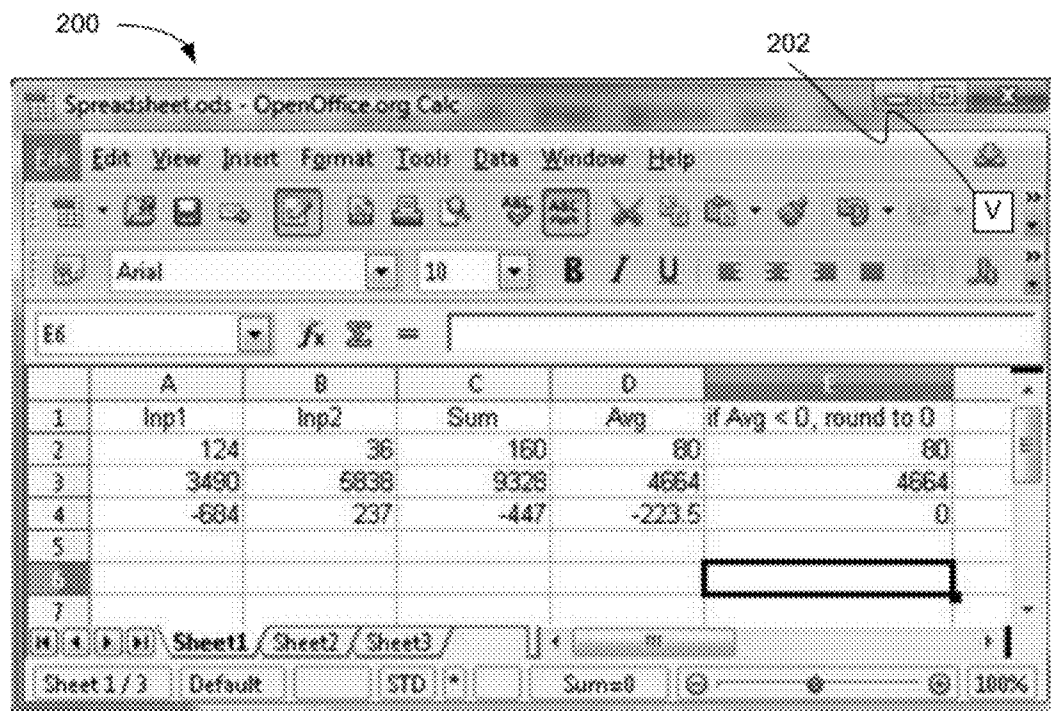 200
202
Spreadsheet.ods - OpenOffice.org Calc
Edit View Insert Format Tools Data Window Help
ABC ABC V
Arial 10 B I U
E6 fx Σ =
A B C D
1 Inp1 Inp2 Sum Avg if Avg < 0, round to 0
2 124 36 160 80 80
3 3490 5838 9328 4664 4664
4 -684 237 -447 -223.5 0
5
7
Sheet1 Sheet2 Sheet3
Sheet 1 / 3 Default STD * Sum=0 100%